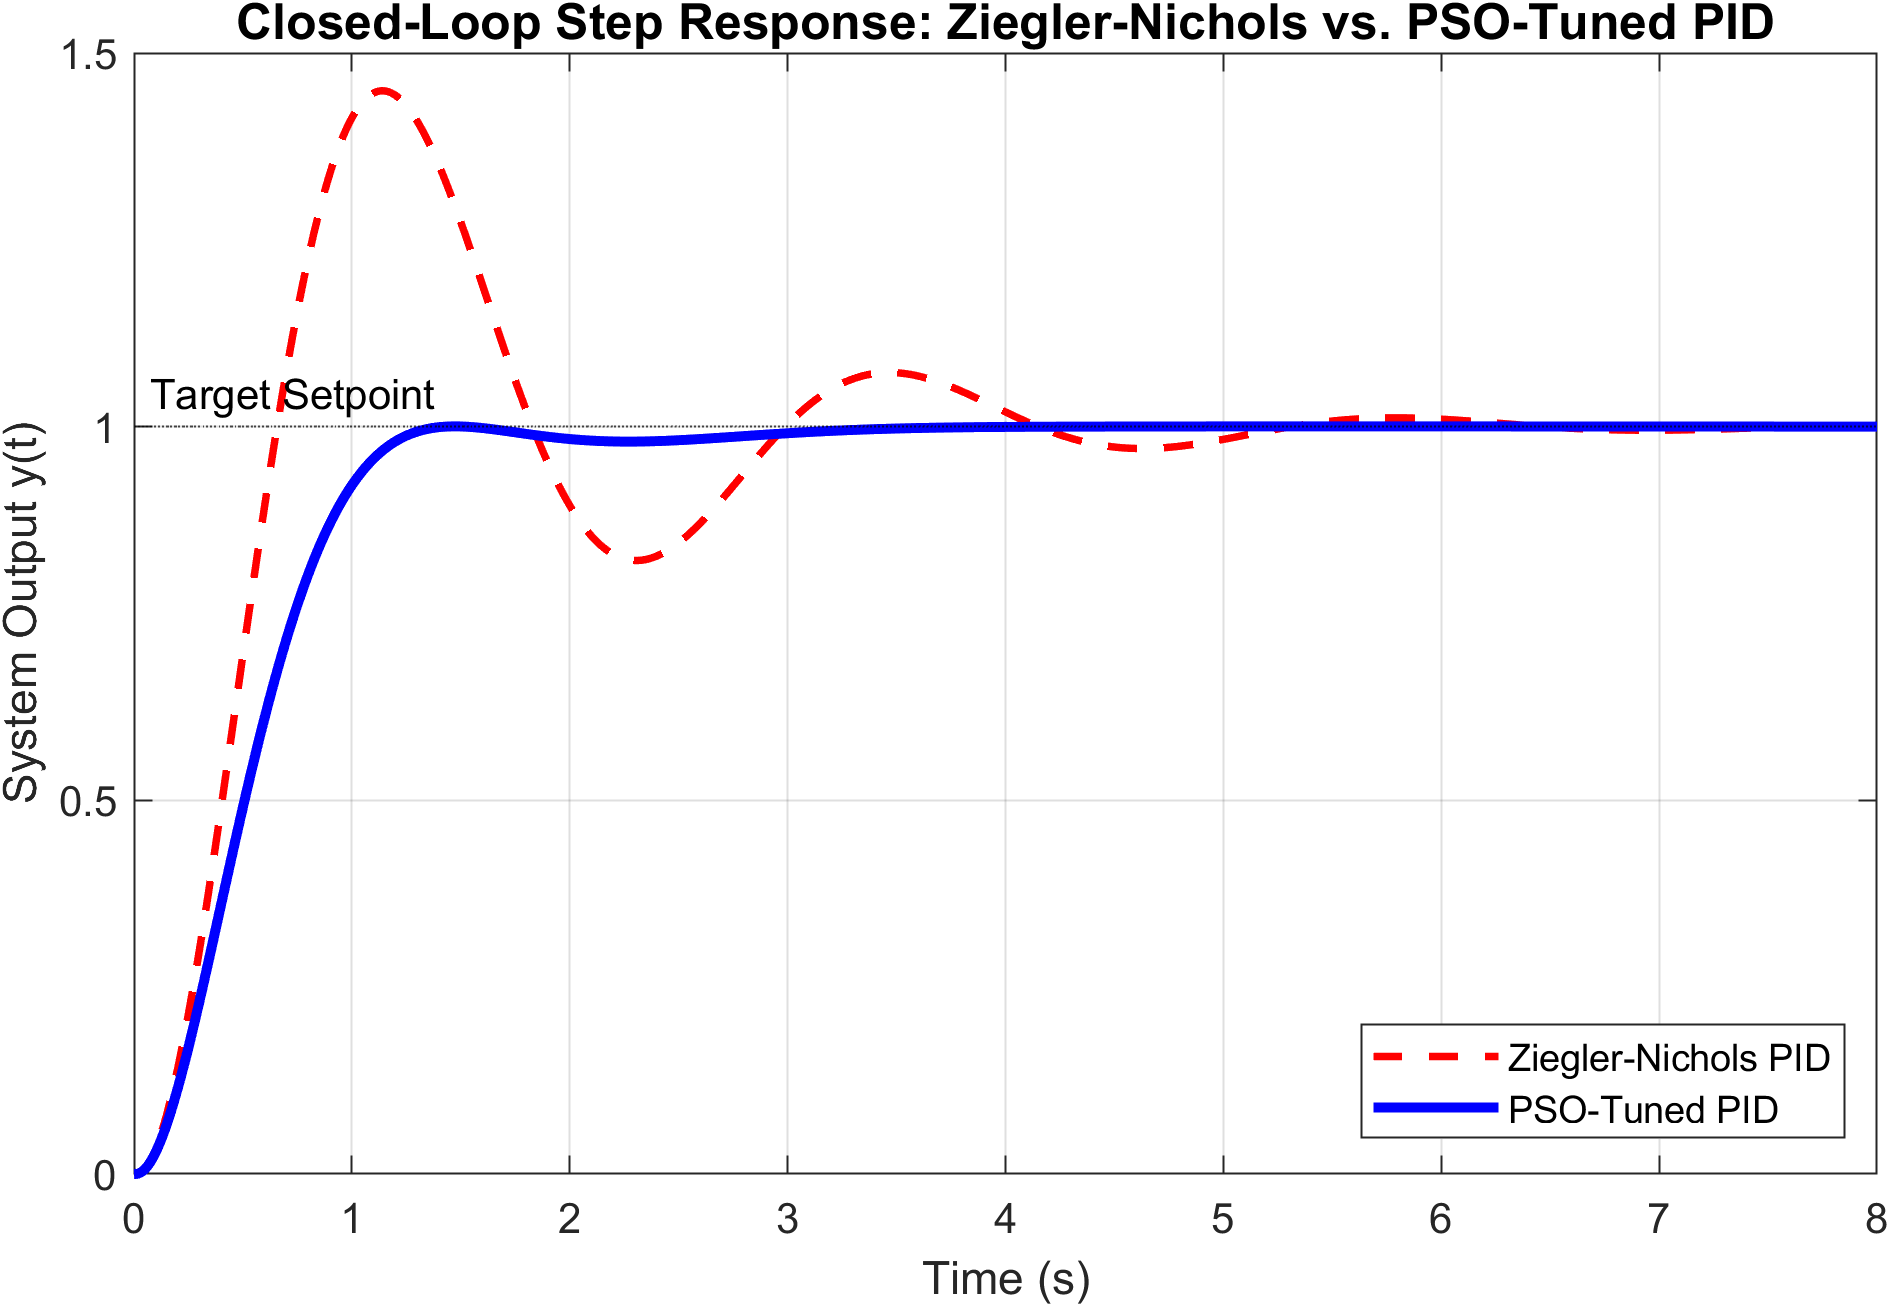 Closed-Loop Step Response: Ziegler-Nichols vs. PSO-Tuned PID
1.5
1
0.5
0
System Output y(t)
Target Setpoint
Ziegler-Nichols PID
PSO-Tuned PID
0 1 2 3 4 5 6 7 8
Time (s)